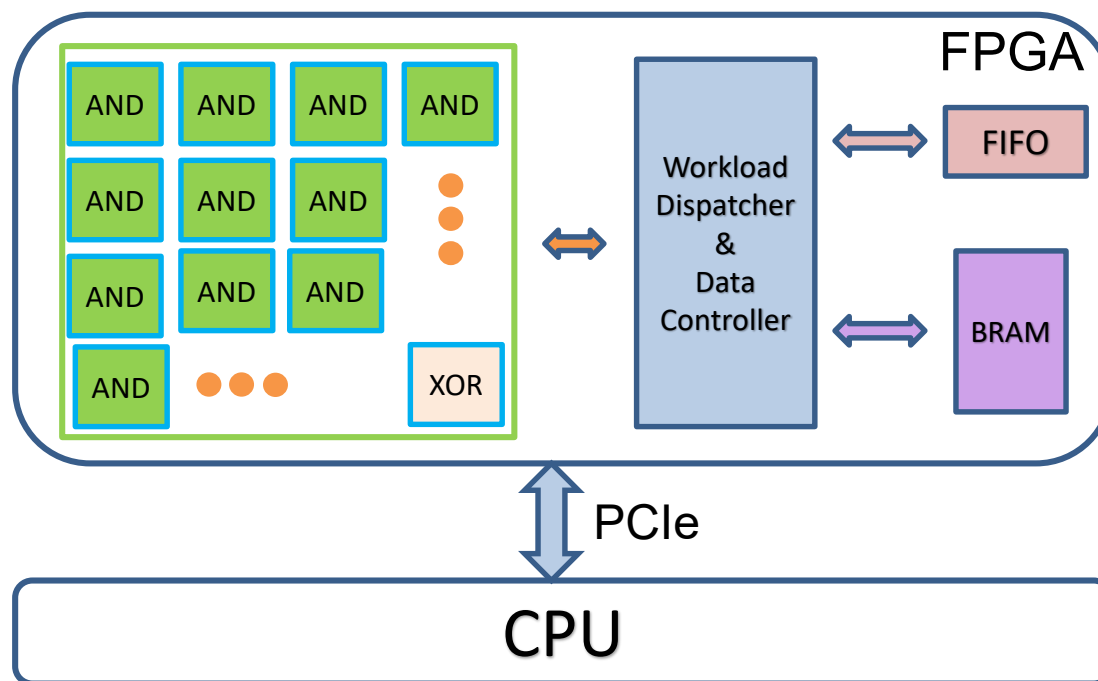 FPGA
AND AND AND AND
AND AND AND
AND AND AND
AND XOR
Workload
Dispatcher
&
Data
Controller
FIFO
BRAM
PCIe
CPU